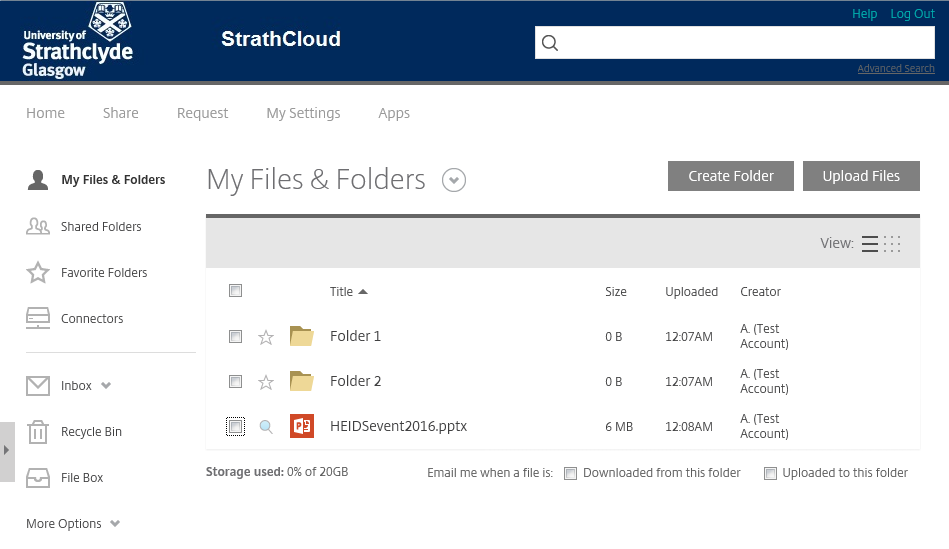 Help Log Out
University of
Strathclyde
Glasgow
StrathCloud
Advanced Search
Home Share Request My Settings Apps
My Files & Folders
Shared Folders
Favorite Folders
Connectors
Inbox
Recycle Bin
File Box
More Options
My Files & Folders
Create Folder Upload Files
View:
Title Size Uploaded Creator
Folder 1 0 B 12:07AM A. (Test
Account)
Folder 2 0 B 12:07AM A. (Test
Account)
HEIDSevent2016.pptx 6 MB 12:08AM A. (Test
Account)
Storage used: 0% of 20GB Email me when a file is: Downloaded from this folder Uploaded to this folder